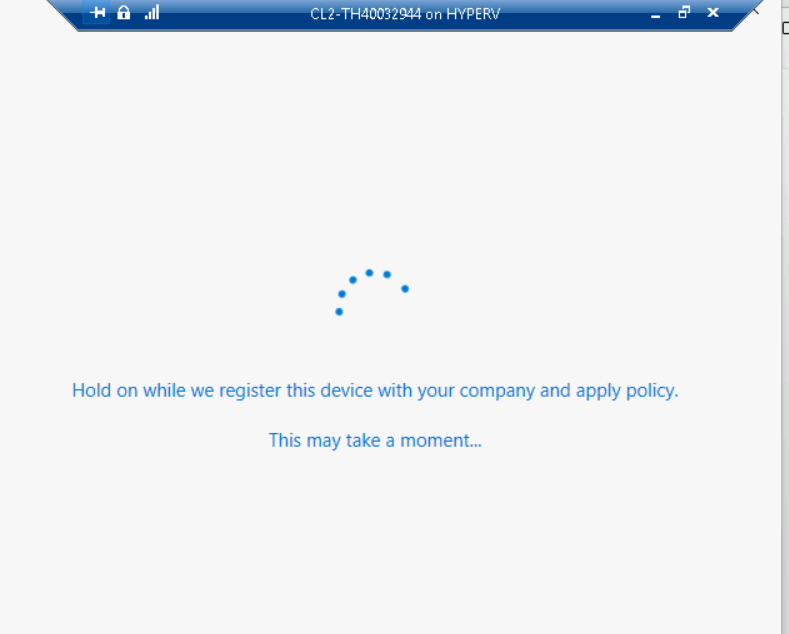 CL2-TH40032944 on HYPERV
Hold on while we register this device with your company and apply policy.
This may take a moment...